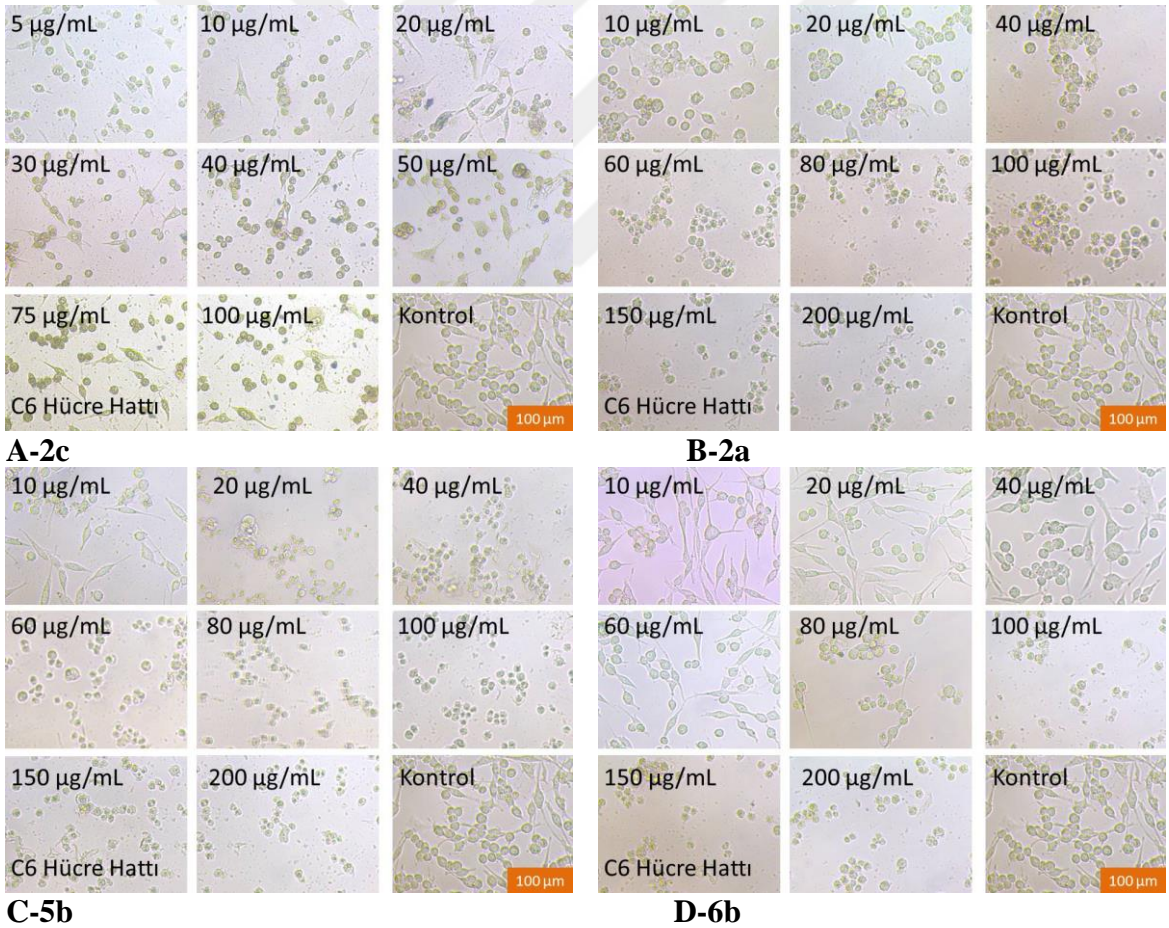 5 µg/mL
10 µg/mL
20 µg/mL
30 µg/mL
40 µg/mL
50 µg/mL
75 µg/mL
100 µg/mL
Kontrol
C6 Hücre Hattı
100 µm
A-2c
10 µg/mL
20 µg/mL
40 µg/mL
60 µg/mL
80 µg/mL
100 µg/mL
150 µg/mL
200 µg/mL
Kontrol
C6 Hücre Hattı
100 µm
B-2a
10 µg/mL
20 µg/mL
40 µg/mL
60 µg/mL
80 µg/mL
100 µg/mL
150 µg/mL
200 µg/mL
Kontrol
C6 Hücre Hattı
100 µm
C-5b
10 µg/mL
20 µg/mL
40 µg/mL
60 µg/mL
80 µg/mL
100 µg/mL
150 µg/mL
200 µg/mL
Kontrol
C6 Hücre Hattı
100 µm
D-6b